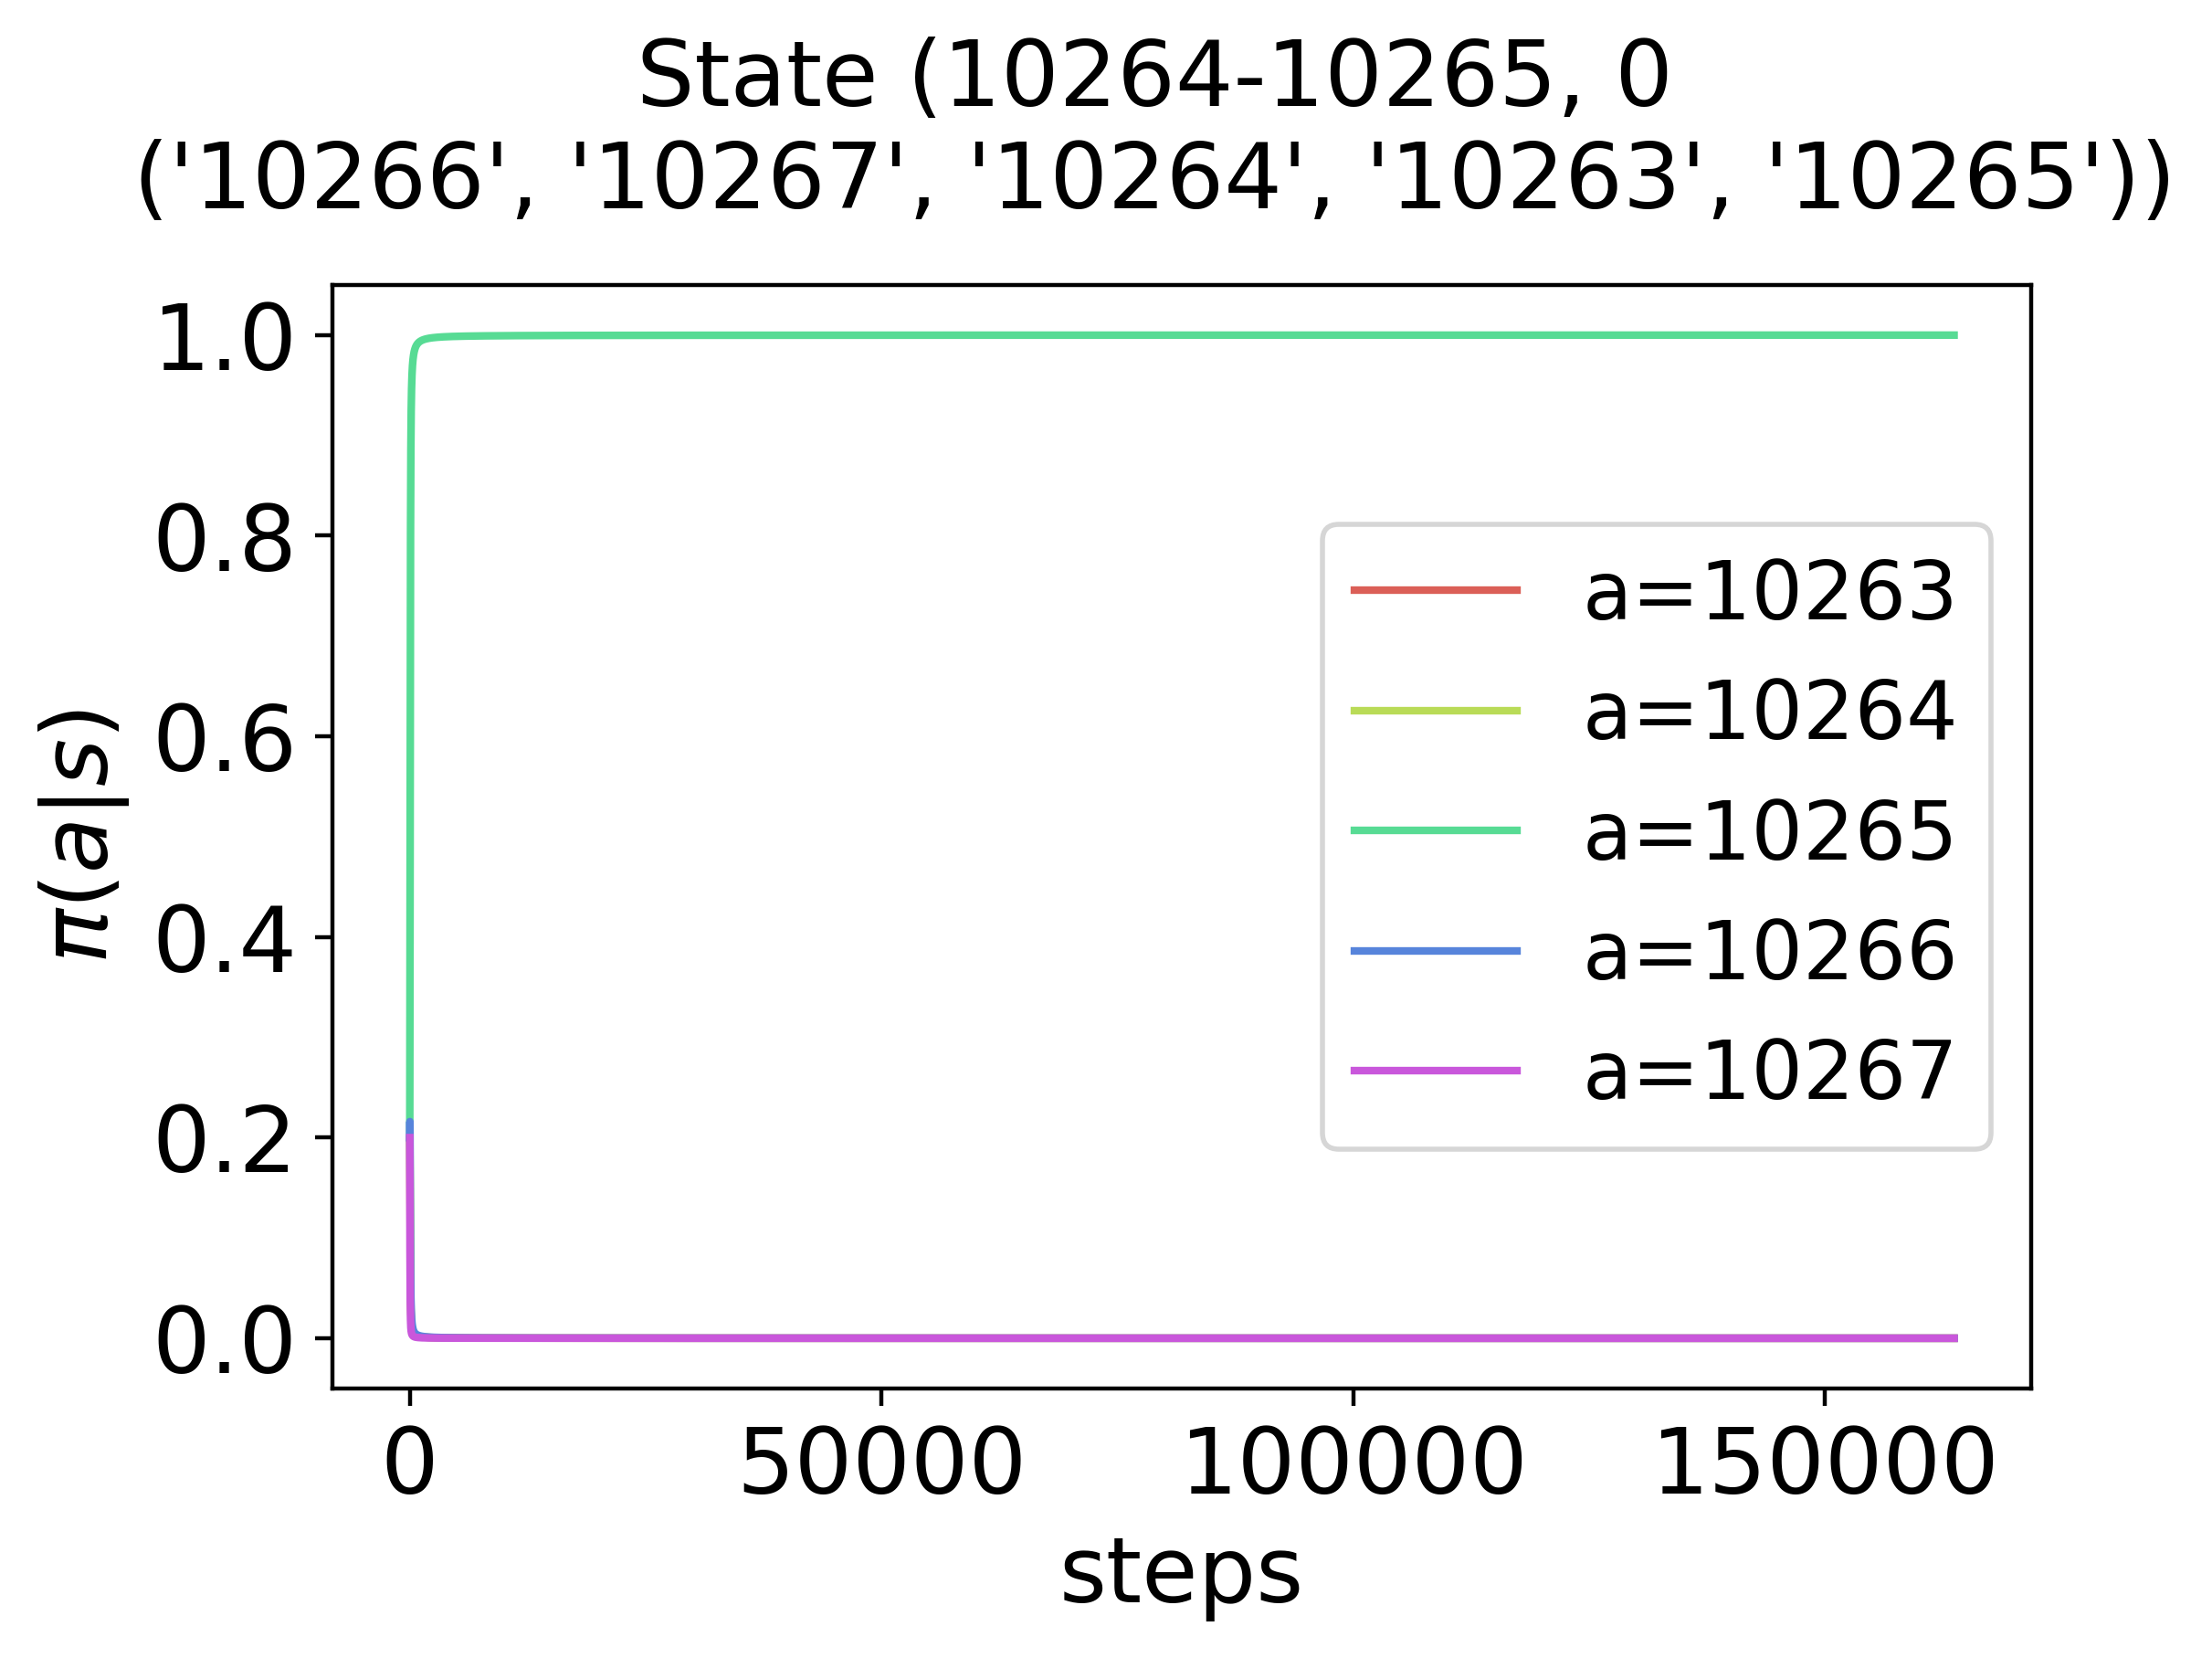 State (10264-10265, 0
('10266', '10267', '10264', '10263', '10265'))
1.0
0.8
0.6
0.4
0.2
0.0
π(a|s)
a=10263
a=10264
a=10265
a=10266
a=10267
0 50000 100000 150000
steps